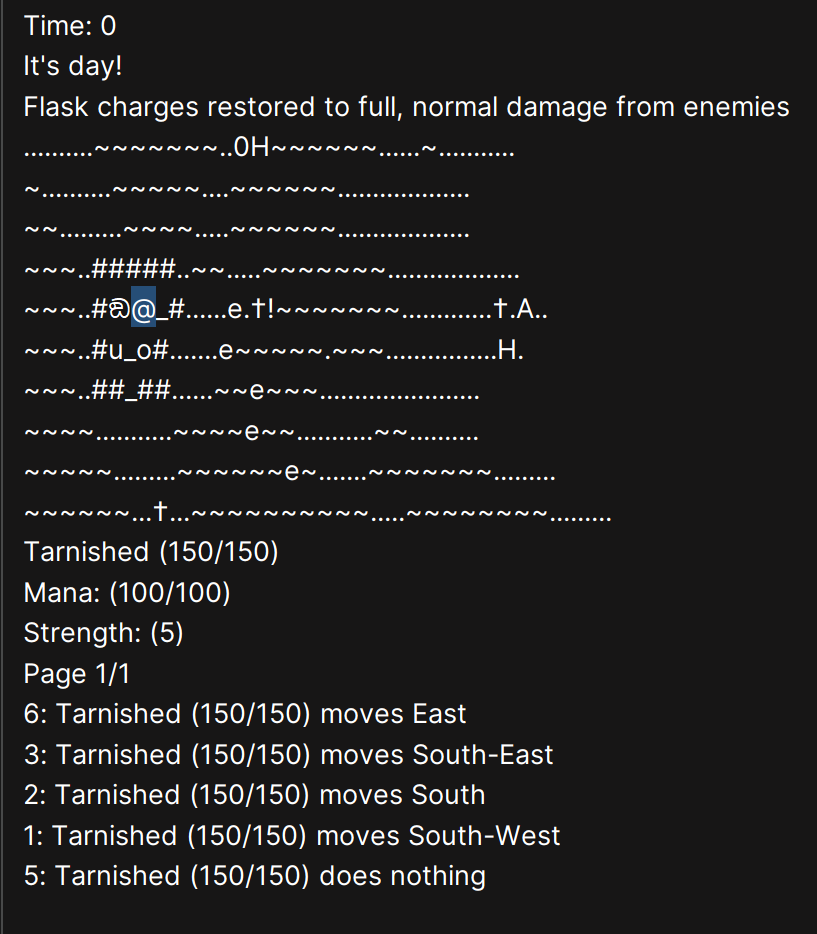 Time: 0
It's day!
Flask charges restored to full, normal damage from enemies
..........~~~~~~~..0H~~~~~~......~...........
~..........~~~~~....~~~~~~...................
~~.........~~~~.....~~~~~~...................
~~~..#####..~~.....~~~~~~~...................
~~~..#ඞ@_#......e.†!~~~~~~~.............†.A..
~~~..#u_o#.......e~~~~~.~~~................H.
~~~..##_##......~~e~~~.......................
~~~~...........~~~~e~~...........~~..........
~~~~~.........~~~~~~e~.......~~~~~~~.........
~~~~~~...†...~~~~~~~~~~.....~~~~~~~~.........
Tarnished (150/150)
Mana: (100/100)
Strength: (5)
Page 1/1
6: Tarnished (150/150) moves East
3: Tarnished (150/150) moves South-East
2: Tarnished (150/150) moves South
1: Tarnished (150/150) moves South-West
5: Tarnished (150/150) does nothing